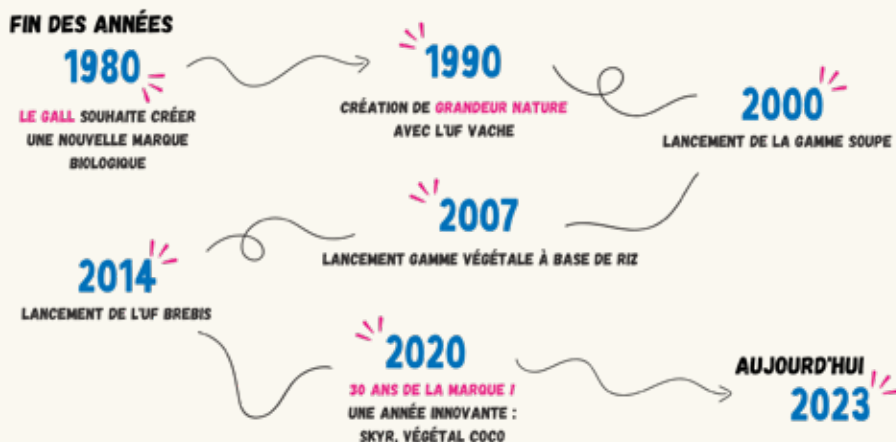 FIN DES ANNÉES
1980
LE GALL SOUHAITE CRÉER
UNE NOUVELLE MARQUE
BIOLOGIQUE
1990
CRÉATION DE GRANDEUR NATURE
AVEC L'UF VACHE
2000
LANCEMENT DE LA GAMME SOUPE
2007
LANCEMENT GAMME VÉGÉTALE À BASE DE RIZ
2014
LANCEMENT DE L'UF BREBIS
2020
30 ANS DE LA MARQUE !
UNE ANNÉE INNOVANTE :
SKYR, VÉGÉTAL COCO
AUJOURD'HUI
2023